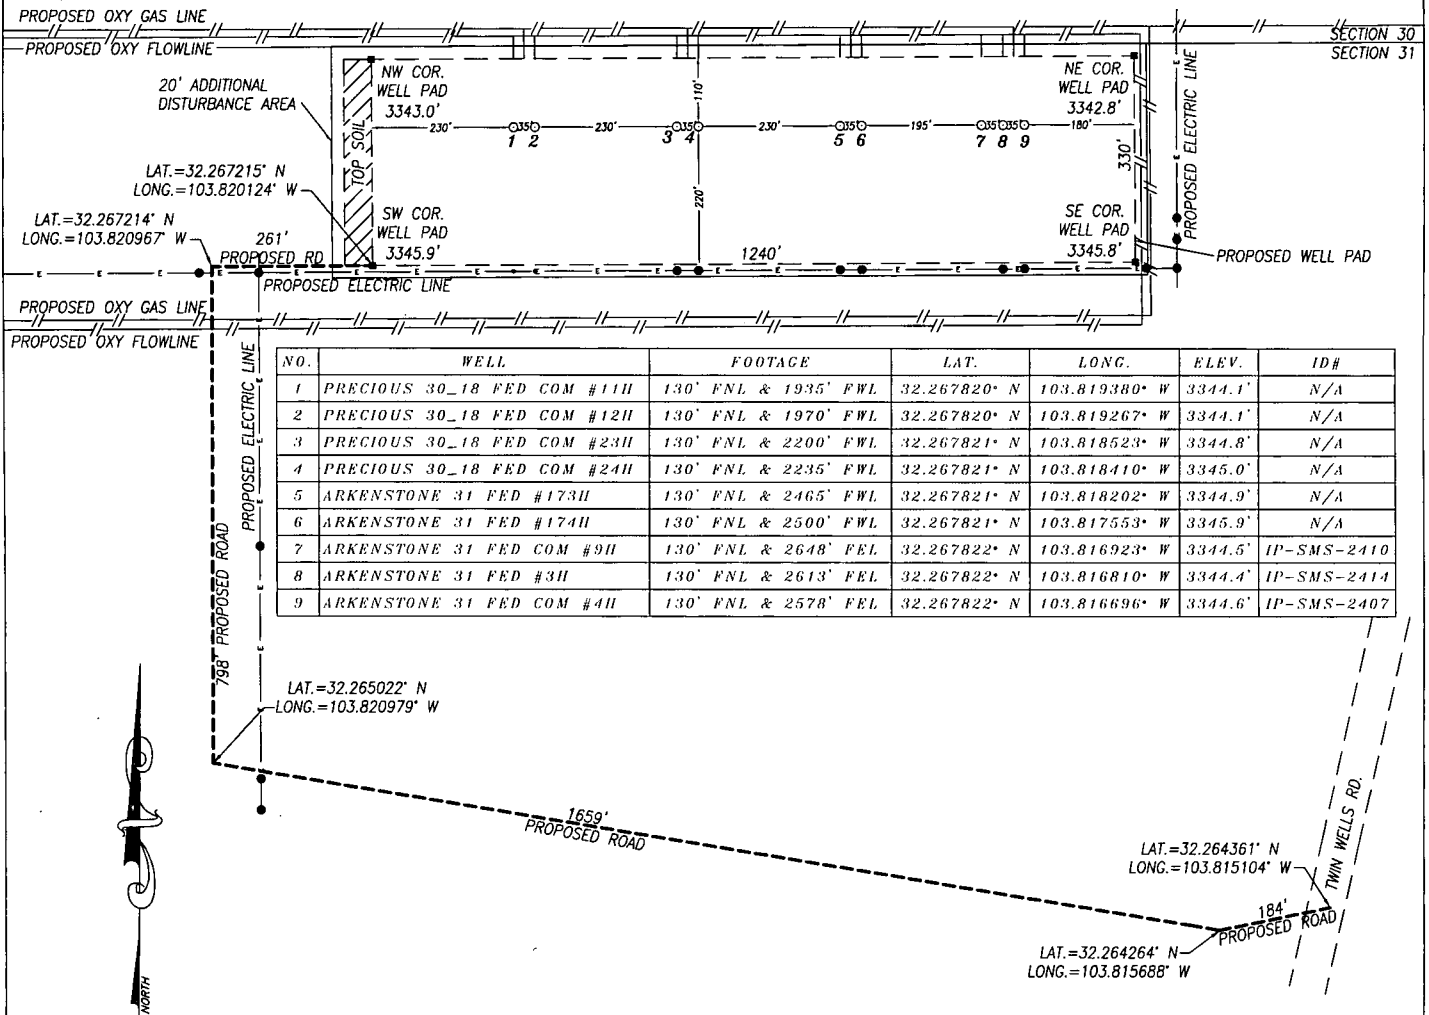 PROPOSED OXY GAS LINE
SECTION 30
PROPOSED OXY FLOWLINE
SECTION 31
20' ADDITIONAL
DISTURBANCE AREA
TOP SOIL
NW COR.
WELL PAD
3343.0'
NE COR.
WELL PAD
3342.8'
PROPOSED ELECTRIC LINE
110'
230' 35' 230' 35' 230' 35' 195' 35' 35' 180'
1 2 3 4 5 6 7 8 9
330'
220'
LAT.=32.267215° N
LONG.=103.820124° W
LAT.=32.267214° N
LONG.=103.820967° W
SW COR.
WELL PAD
3345.9'
SE COR.
WELL PAD
3345.8'
261'
PROPOSED RD
1240'
PROPOSED WELL PAD
E E E E E E E E E E E E
PROPOSED ELECTRIC LINE
PROPOSED OXY GAS LINE
PROPOSED OXY FLOWLINE
PROPOSED ELECTRIC LINE
798' PROPOSED ROAD
NO. WELL FOOTAGE LAT. LONG. ELEV. ID#
1 PRECIOUS 30_18 FED COM #11H 130' FNL & 1935' FWL 32.267820° N 103.819380° W 3344.1' N/A
2 PRECIOUS 30_18 FED COM #12H 130' FNL & 1970' FWL 32.267820° N 103.819267° W 3344.1' N/A
3 PRECIOUS 30_18 FED COM #23H 130' FNL & 2200' FWL 32.267821° N 103.818523° W 3344.8' N/A
4 PRECIOUS 30_18 FED COM #24H 130' FNL & 2235' FWL 32.267821° N 103.818410° W 3345.0' N/A
5 ARKENSTONE 31 FED #173H 130' FNL & 2465' FWL 32.267821° N 103.818202° W 3344.9' N/A
6 ARKENSTONE 31 FED #174H 130' FNL & 2500' FWL 32.267821° N 103.817553° W 3345.9' N/A
7 ARKENSTONE 31 FED COM #9H 130' FNL & 2648' FEL 32.267822° N 103.816923° W 3344.5' IP-SMS-2410
8 ARKENSTONE 31 FED #3H 130' FNL & 2613' FEL 32.267822° N 103.816810° W 3344.4' IP-SMS-2414
9 ARKENSTONE 31 FED COM #4H 130' FNL & 2578' FEL 32.267822° N 103.816696° W 3344.6' IP-SMS-2407
LAT.=32.265022° N
LONG.=103.820979° W
1659'
PROPOSED ROAD
TWIN WELLS RD.
LAT.=32.264361° N
LONG.=103.815104° W
184'
PROPOSED ROAD
LAT.=32.264264° N
LONG.=103.815688° W
NORTH